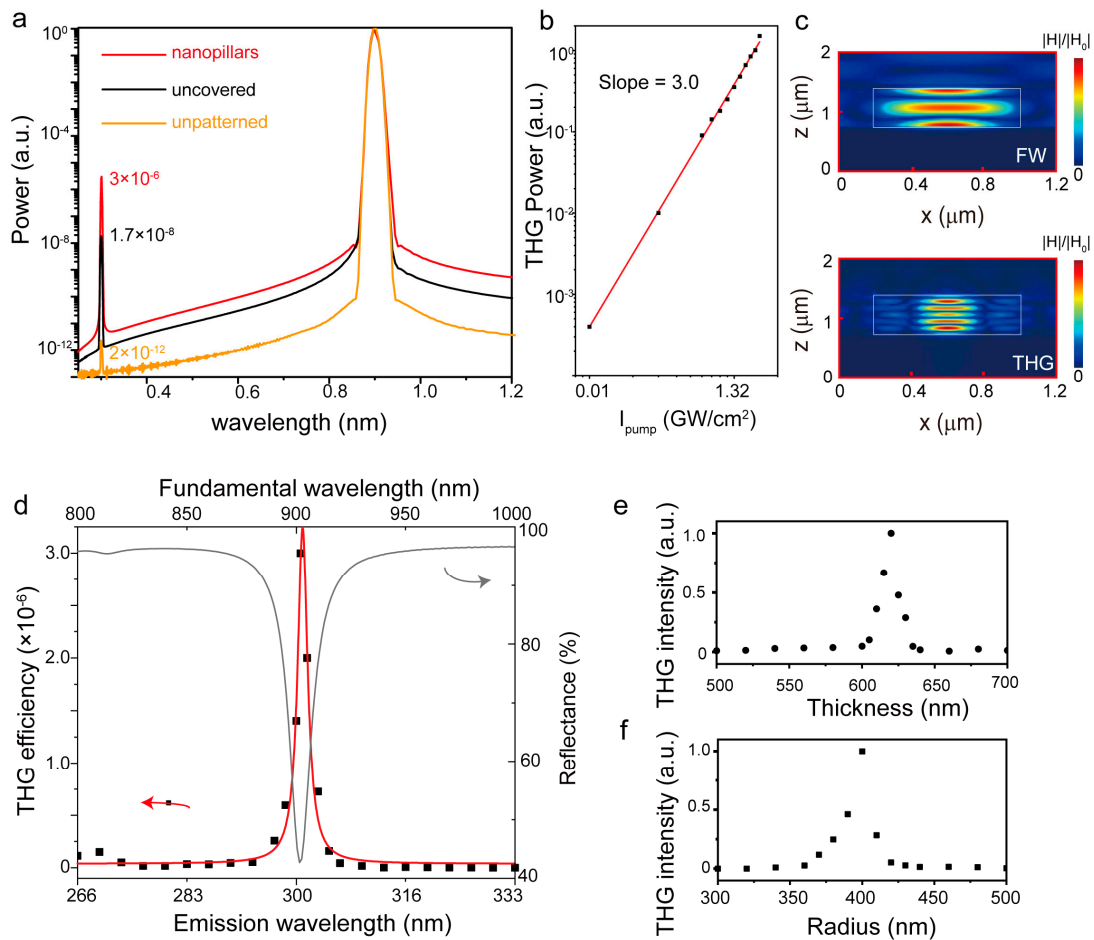 a
10⁰
10⁻⁴
10⁻⁸
10⁻¹²
Power (a.u.)
nanopillars
uncovered
unpatterned
3×10⁻⁶
1.7×10⁻⁸
2×10⁻¹²
0.4 0.6 0.8 1.0 1.2
wavelength (nm)
b
10⁰
10⁻¹
10⁻²
10⁻³
THG Power (a.u.)
Slope = 3.0
0.01 1.32
I_pump (GW/cm²)
c
|H|/|H₀|
2
1
0
z (μm)
FW
0
0 0.4 0.8 1.2
x (μm)
|H|/|H₀|
2
1
0
z (μm)
THG
0
0 0.4 0.8 1.2
x (μm)
d
Fundamental wavelength (nm)
800 850 900 950 1000
3.0
2.0
1.0
0
THG efficiency (×10⁻⁶)
100
80
60
40
Reflectance (%)
266 283 300 316 333
Emission wavelength (nm)
e
1.0
0.5
0
THG intensity (a.u.)
500 550 600 650 700
Thickness (nm)
f
1.0
0.5
0
THG intensity (a.u.)
300 350 400 450 500
Radius (nm)